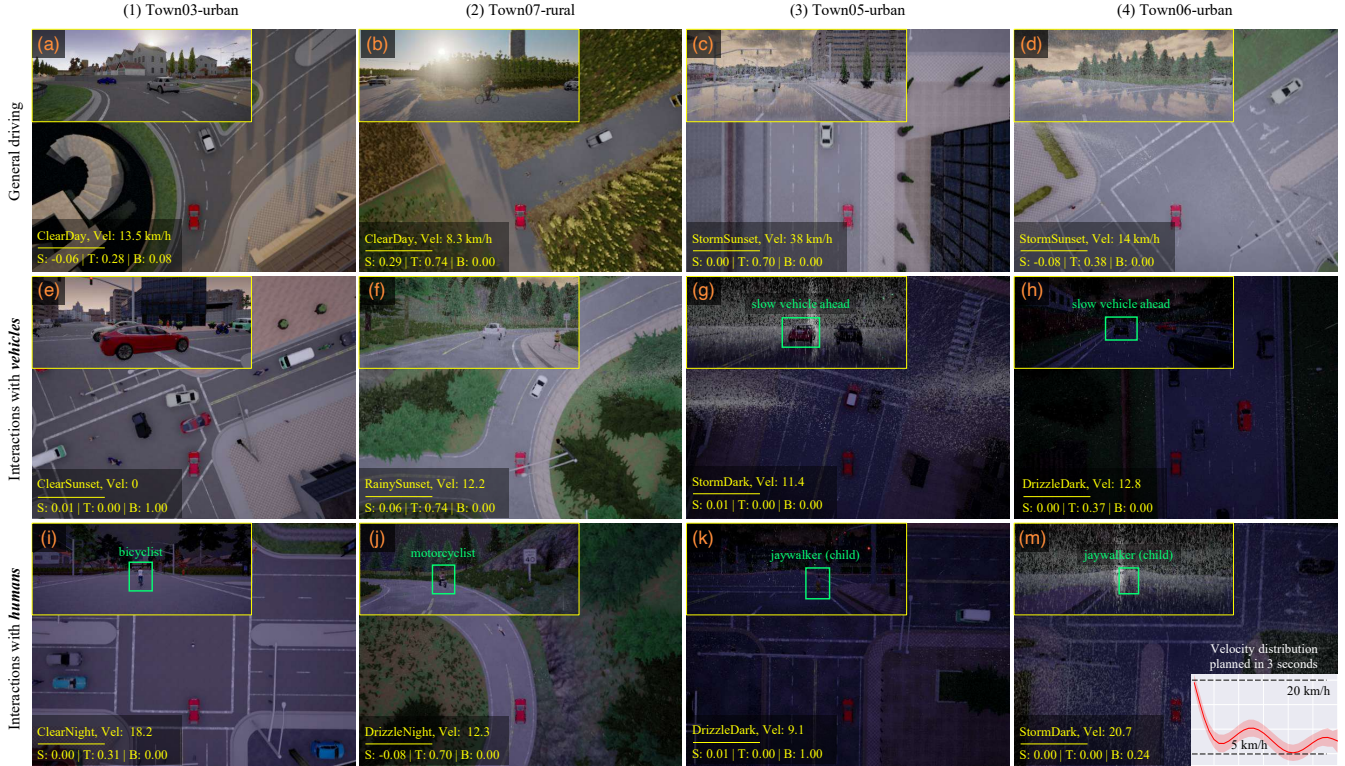 (1) Town03-urban
(2) Town07-rural
(3) Town05-urban
(4) Town06-urban
General driving
(a)
ClearDay, Vel: 13.5 km/h
S: -0.06 | T: 0.28 | B: 0.08
(b)
ClearDay, Vel: 8.3 km/h
S: 0.29 | T: 0.74 | B: 0.00
(c)
StormSunset, Vel: 38 km/h
S: 0.00 | T: 0.70 | B: 0.00
(d)
StormSunset, Vel: 14 km/h
S: -0.08 | T: 0.38 | B: 0.00
Interactions with vehicles
(e)
ClearSunset, Vel: 0
S: 0.01 | T: 0.00 | B: 1.00
(f)
RainySunset, Vel: 12.2
S: 0.06 | T: 0.74 | B: 0.00
(g)
slow vehicle ahead
StormDark, Vel: 11.4
S: 0.01 | T: 0.00 | B: 0.00
(h)
slow vehicle ahead
DrizzleDark, Vel: 12.8
S: 0.00 | T: 0.37 | B: 0.00
Interactions with humans
(i)
bicyclist
ClearNight, Vel: 18.2
S: 0.00 | T: 0.31 | B: 0.00
(j)
motorcyclist
DrizzleNight, Vel: 12.3
S: -0.08 | T: 0.70 | B: 0.00
(k)
jaywalker (child)
DrizzleDark, Vel: 9.1
S: 0.01 | T: 0.00 | B: 1.00
(m)
jaywalker (child)
StormDark, Vel: 20.7
S: 0.00 | T: 0.00 | B: 0.24
Velocity distribution
planned in 3 seconds
20 km/h
5 km/h